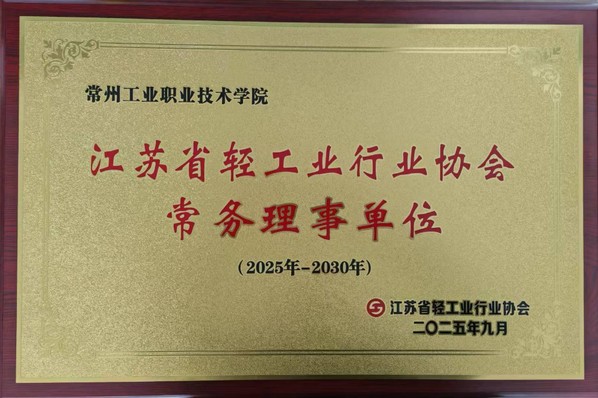 常州工业职业技术学院
江苏省轻工业行业协会
常务理事单位
（2025年-2030年）
江苏省轻工业行业协会
二〇二五年九月